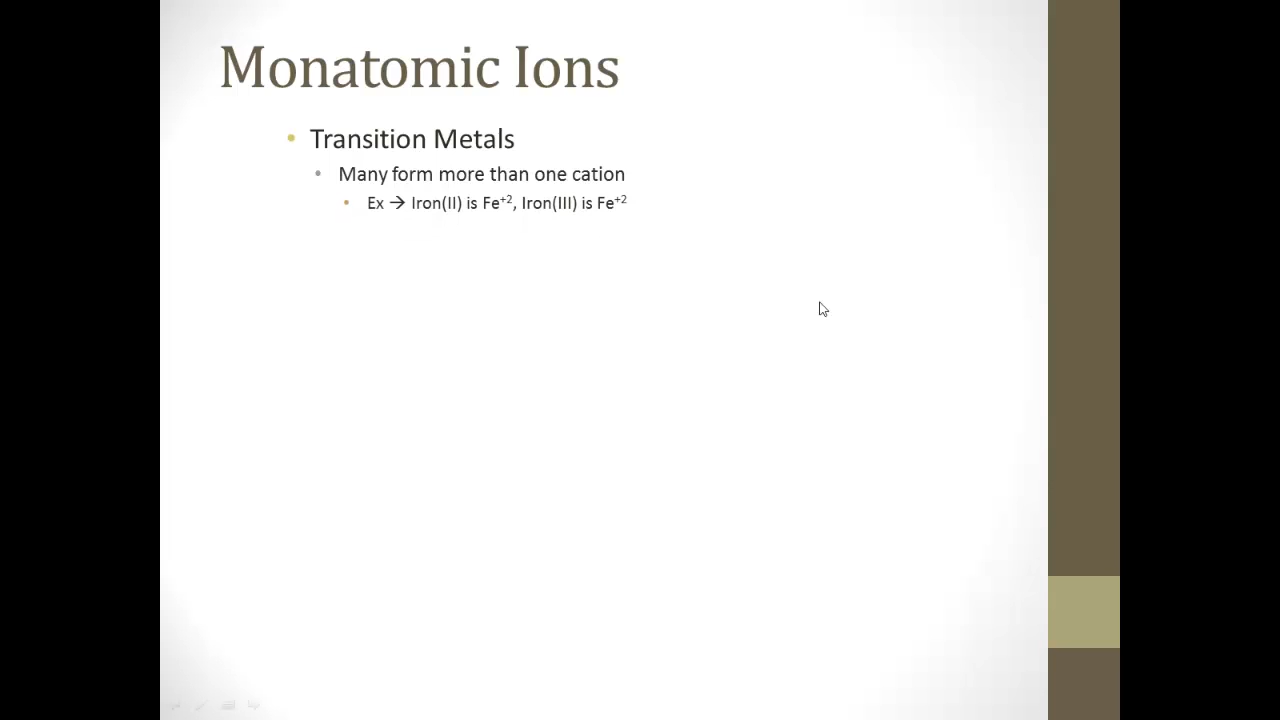 Monatomic Ions
• Transition Metals
• Many form more than one cation
• Ex → Iron(II) is Fe⁺², Iron(III) is Fe⁺²